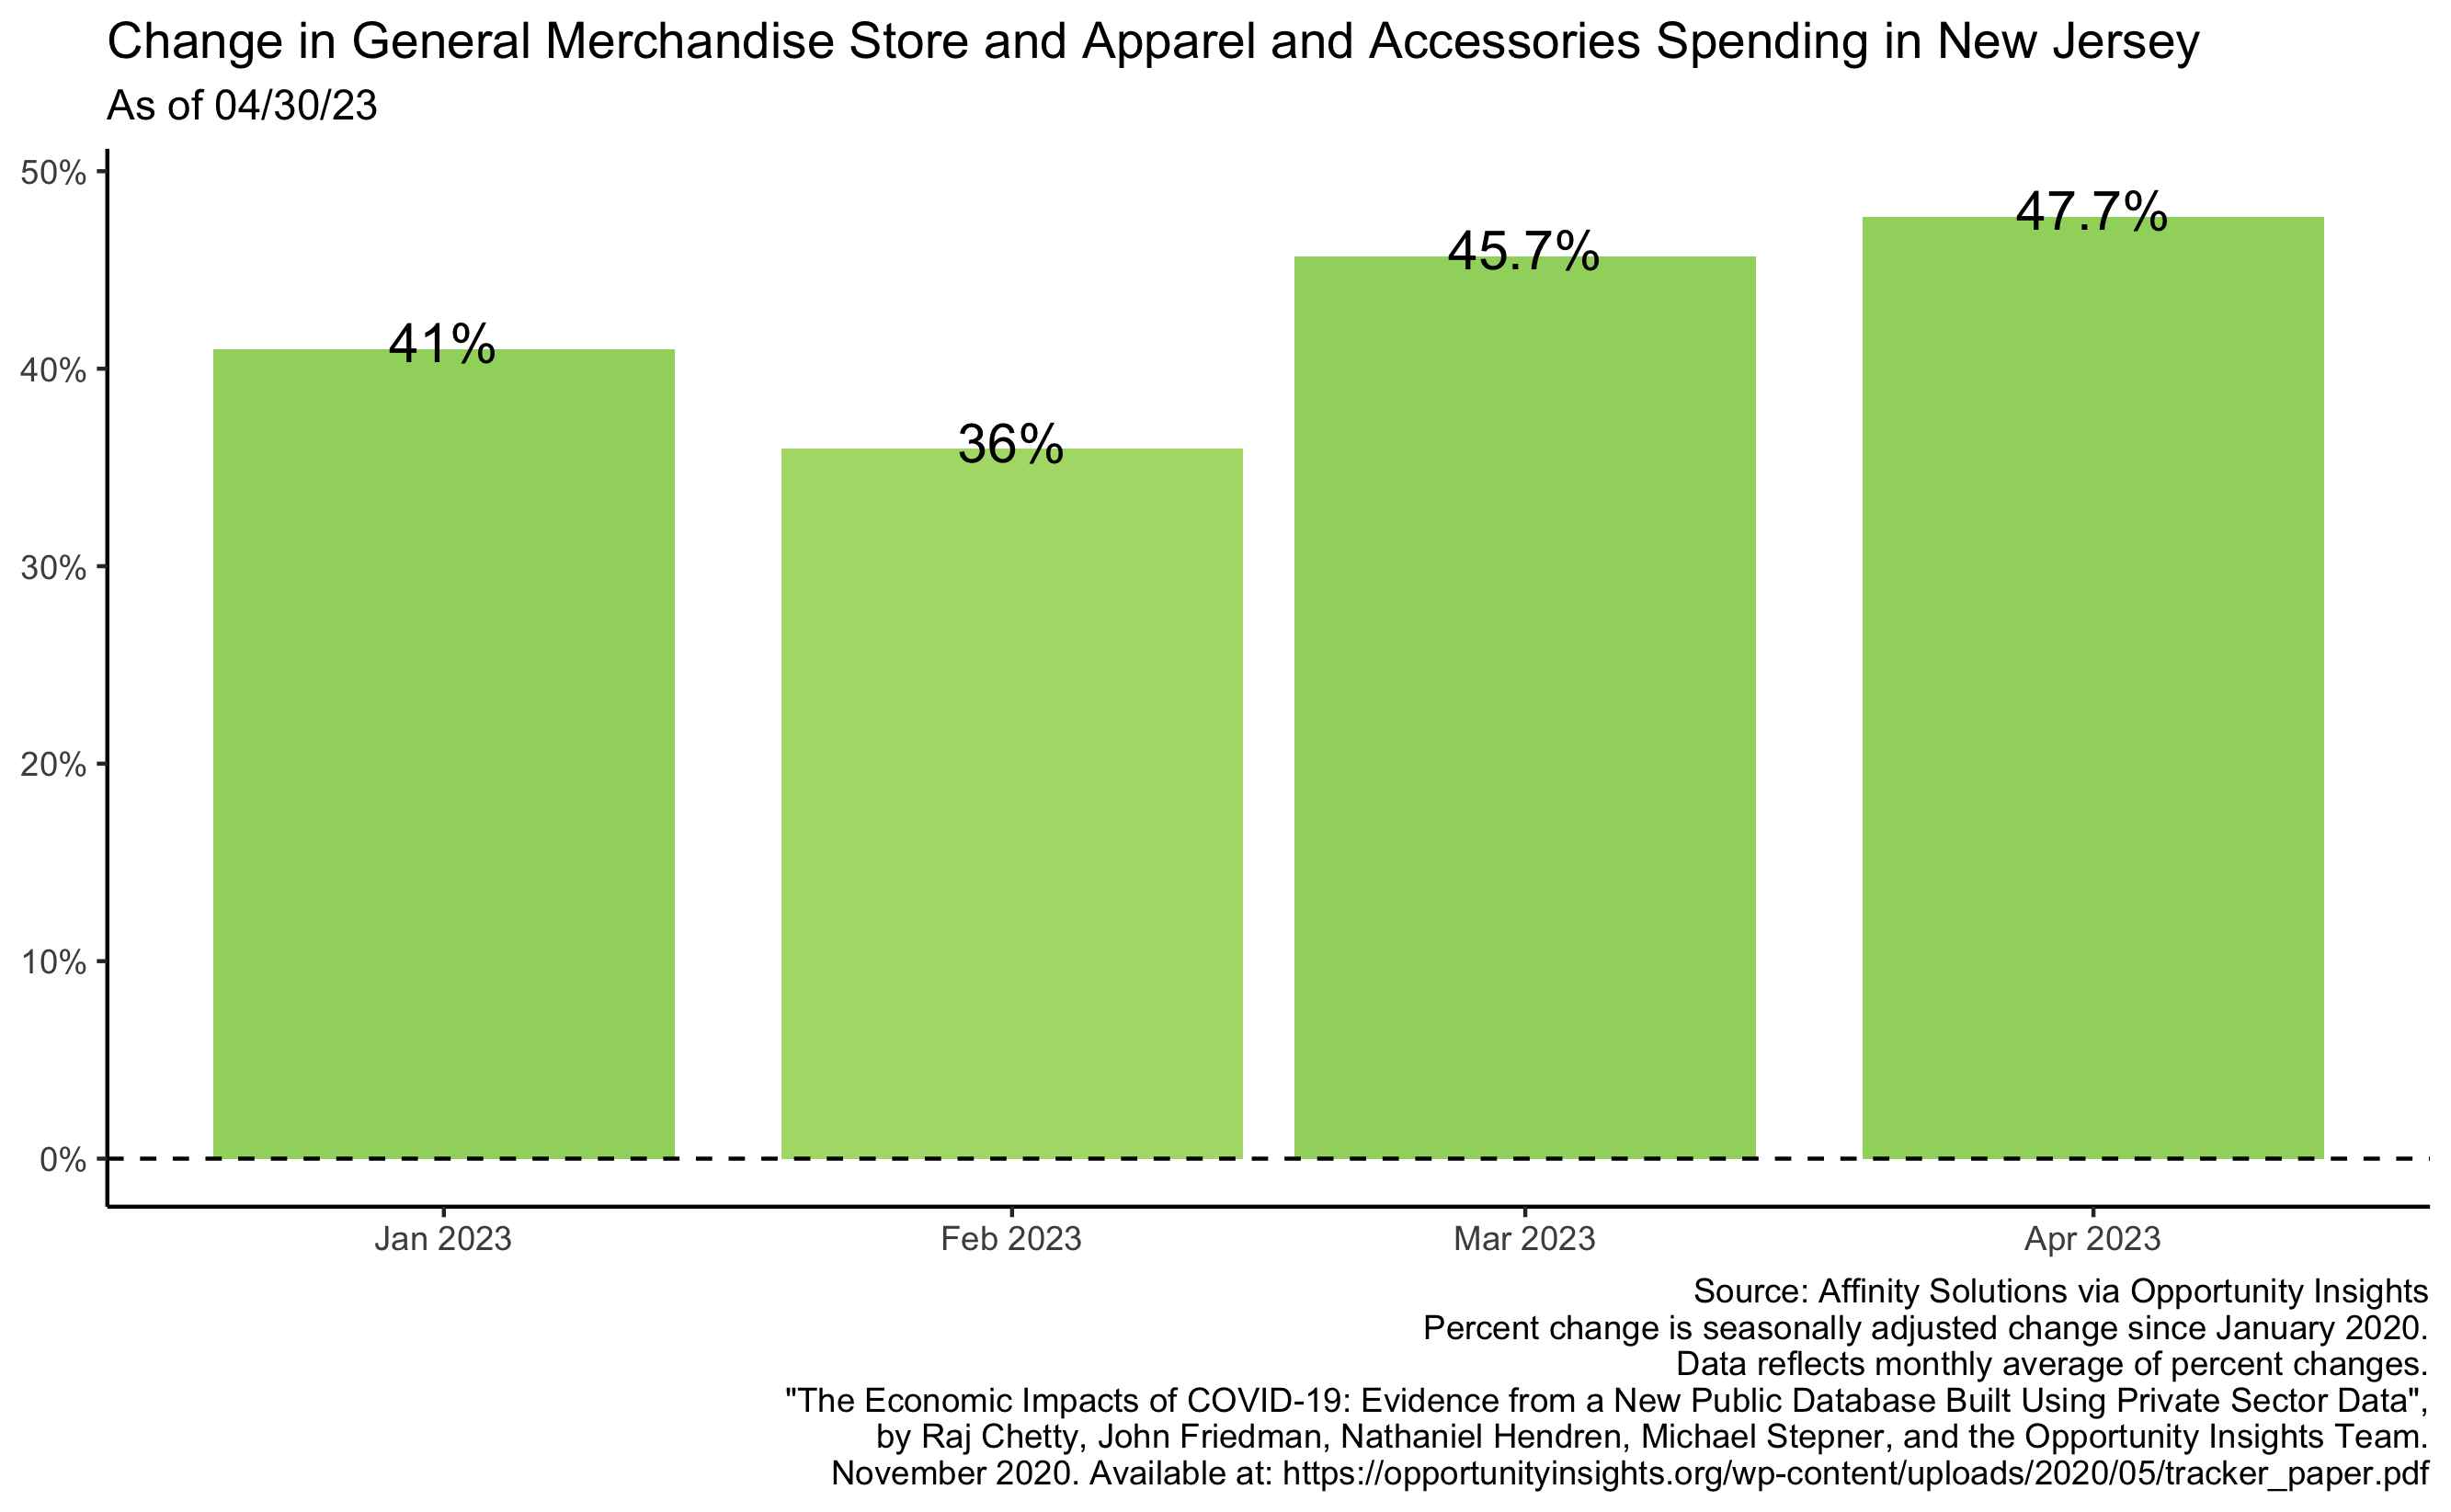 Change in General Merchandise Store and Apparel and Accessories Spending in New Jersey
As of 04/30/23
50%
40%
30%
20%
10%
0%
41%
36%
45.7%
47.7%
Jan 2023
Feb 2023
Mar 2023
Apr 2023
Source: Affinity Solutions via Opportunity Insights
Percent change is seasonally adjusted change since January 2020.
Data reflects monthly average of percent changes.
"The Economic Impacts of COVID-19: Evidence from a New Public Database Built Using Private Sector Data",
by Raj Chetty, John Friedman, Nathaniel Hendren, Michael Stepner, and the Opportunity Insights Team.
November 2020. Available at: https://opportunityinsights.org/wp-content/uploads/2020/05/tracker_paper.pdf